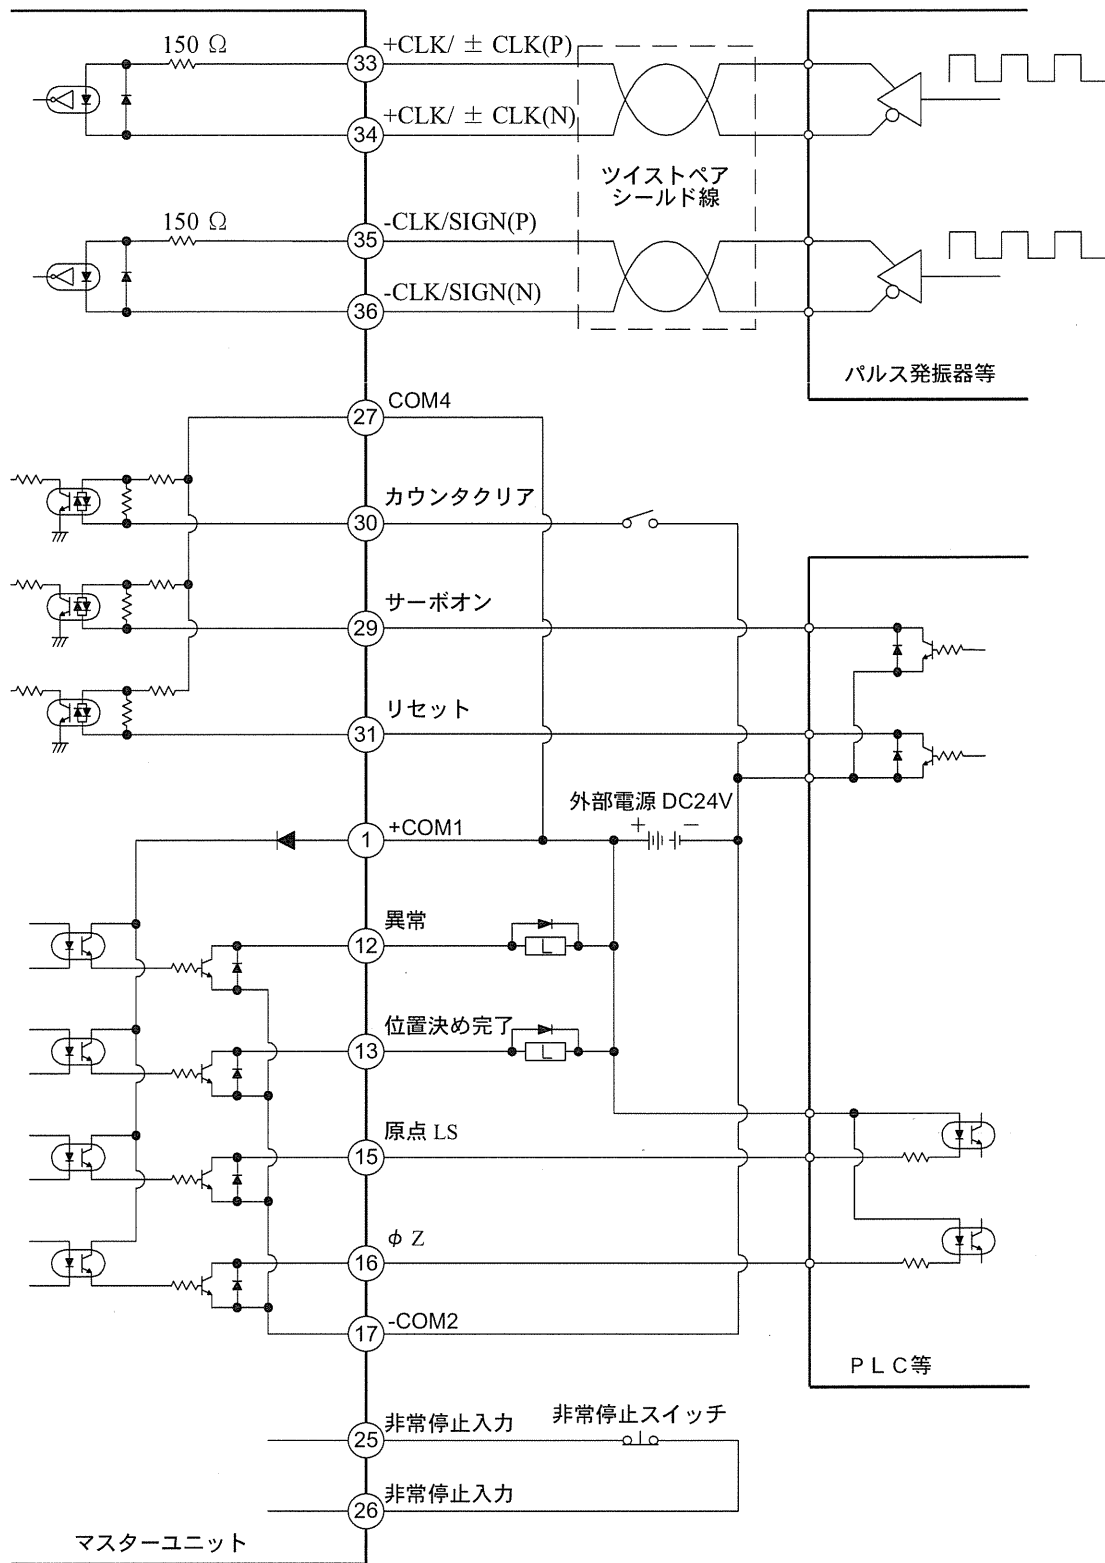 150 Ω
33
+CLK/ ± CLK(P)
34
+CLK/ ± CLK(N)
ツイストペア
シールド線
150 Ω
35
-CLK/SIGN(P)
36
-CLK/SIGN(N)
パルス発振器等
27
COM4
30
カウンタクリア
29
サーボオン
31
リセット
外部電源 DC24V
+
−
1
+COM1
12
異常
L
13
位置決め完了
L
15
原点 LS
16
φ Z
17
-COM2
ＰＬＣ等
25
非常停止入力
非常停止スイッチ
26
非常停止入力
マスターユニット